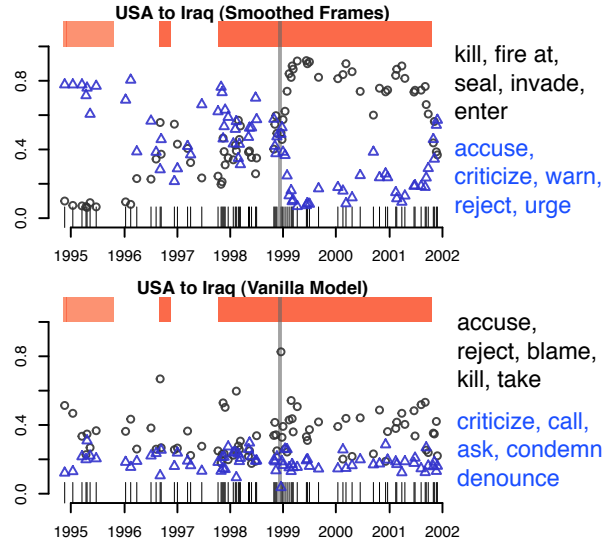 USA to Iraq (Smoothed Frames)
0.8
0.4
0.0
1995 1996 1997 1998 1999 2000 2001 2002
kill, fire at,
seal, invade,
enter
accuse,
criticize, warn,
reject, urge
USA to Iraq (Vanilla Model)
0.8
0.4
0.0
1995 1996 1997 1998 1999 2000 2001 2002
accuse,
reject, blame,
kill, take
criticize, call,
ask, condemn
denounce